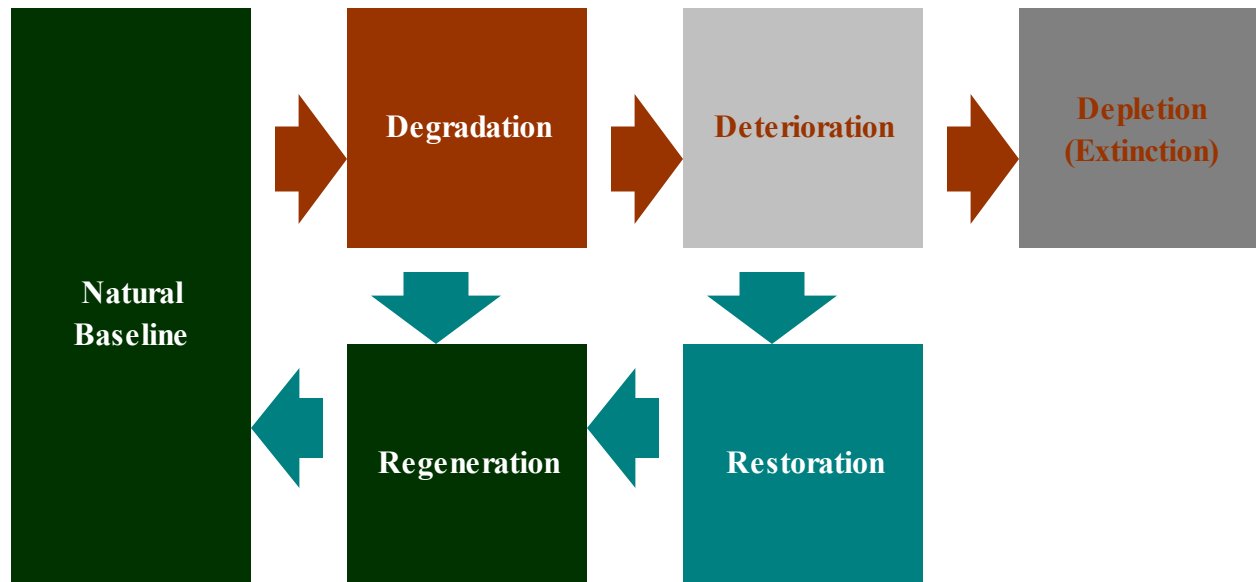 Natural
Baseline
Degradation
Deterioration
Depletion
(Extinction)
Regeneration
Restoration